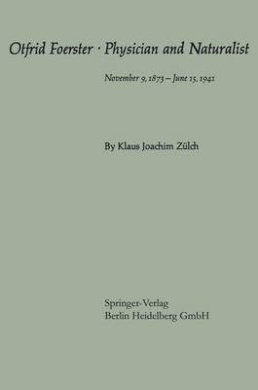 Otfrid Foerster · Physician and Naturalist
November 9, 1873 – June 15, 1941
By Klaus Joachim Zülch
Springer-Verlag
Berlin Heidelberg GmbH